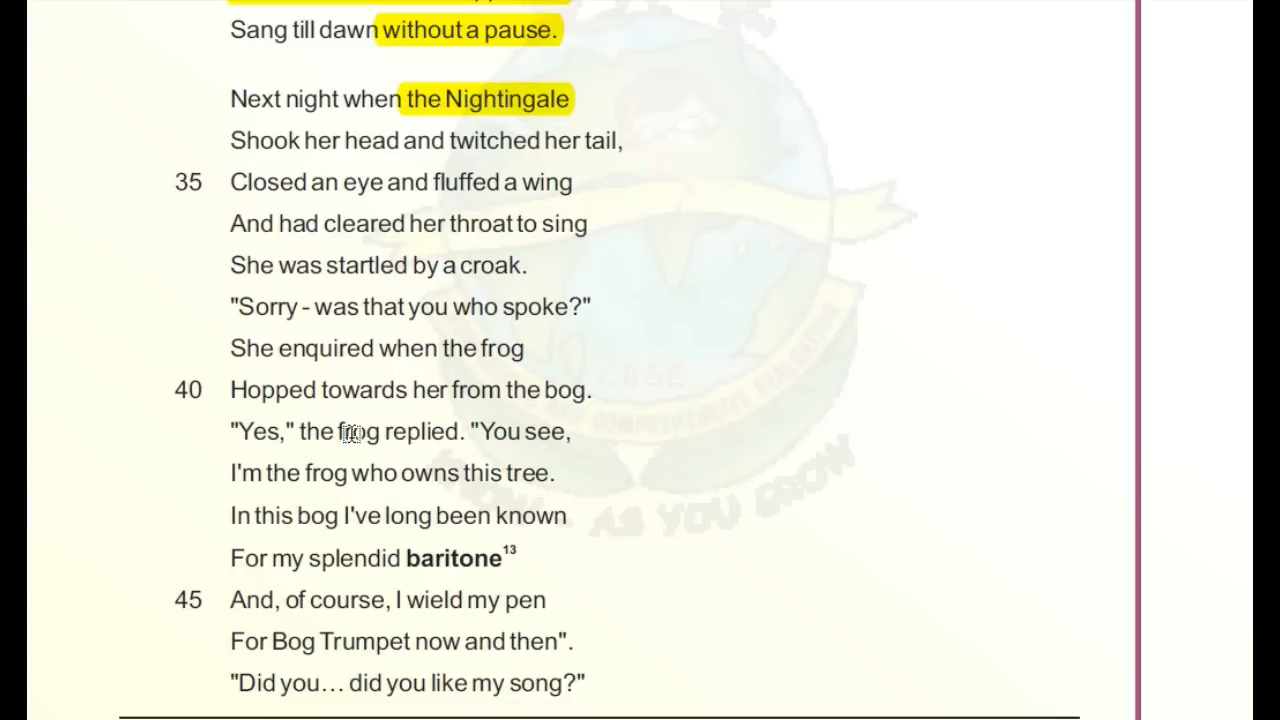 Sang till dawn without a pause.
Next night when the Nightingale
Shook her head and twitched her tail,
35 Closed an eye and fluffed a wing
And had cleared her throat to sing
She was startled by a croak.
"Sorry - was that you who spoke?"
She enquired when the frog
40 Hopped towards her from the bog.
"Yes," the frog replied. "You see,
I'm the frog who owns this tree.
In this bog I've long been known
For my splendid baritone13
45 And, of course, I wield my pen
For Bog Trumpet now and then".
"Did you… did you like my song?"
CBSE
AS YOU GROW